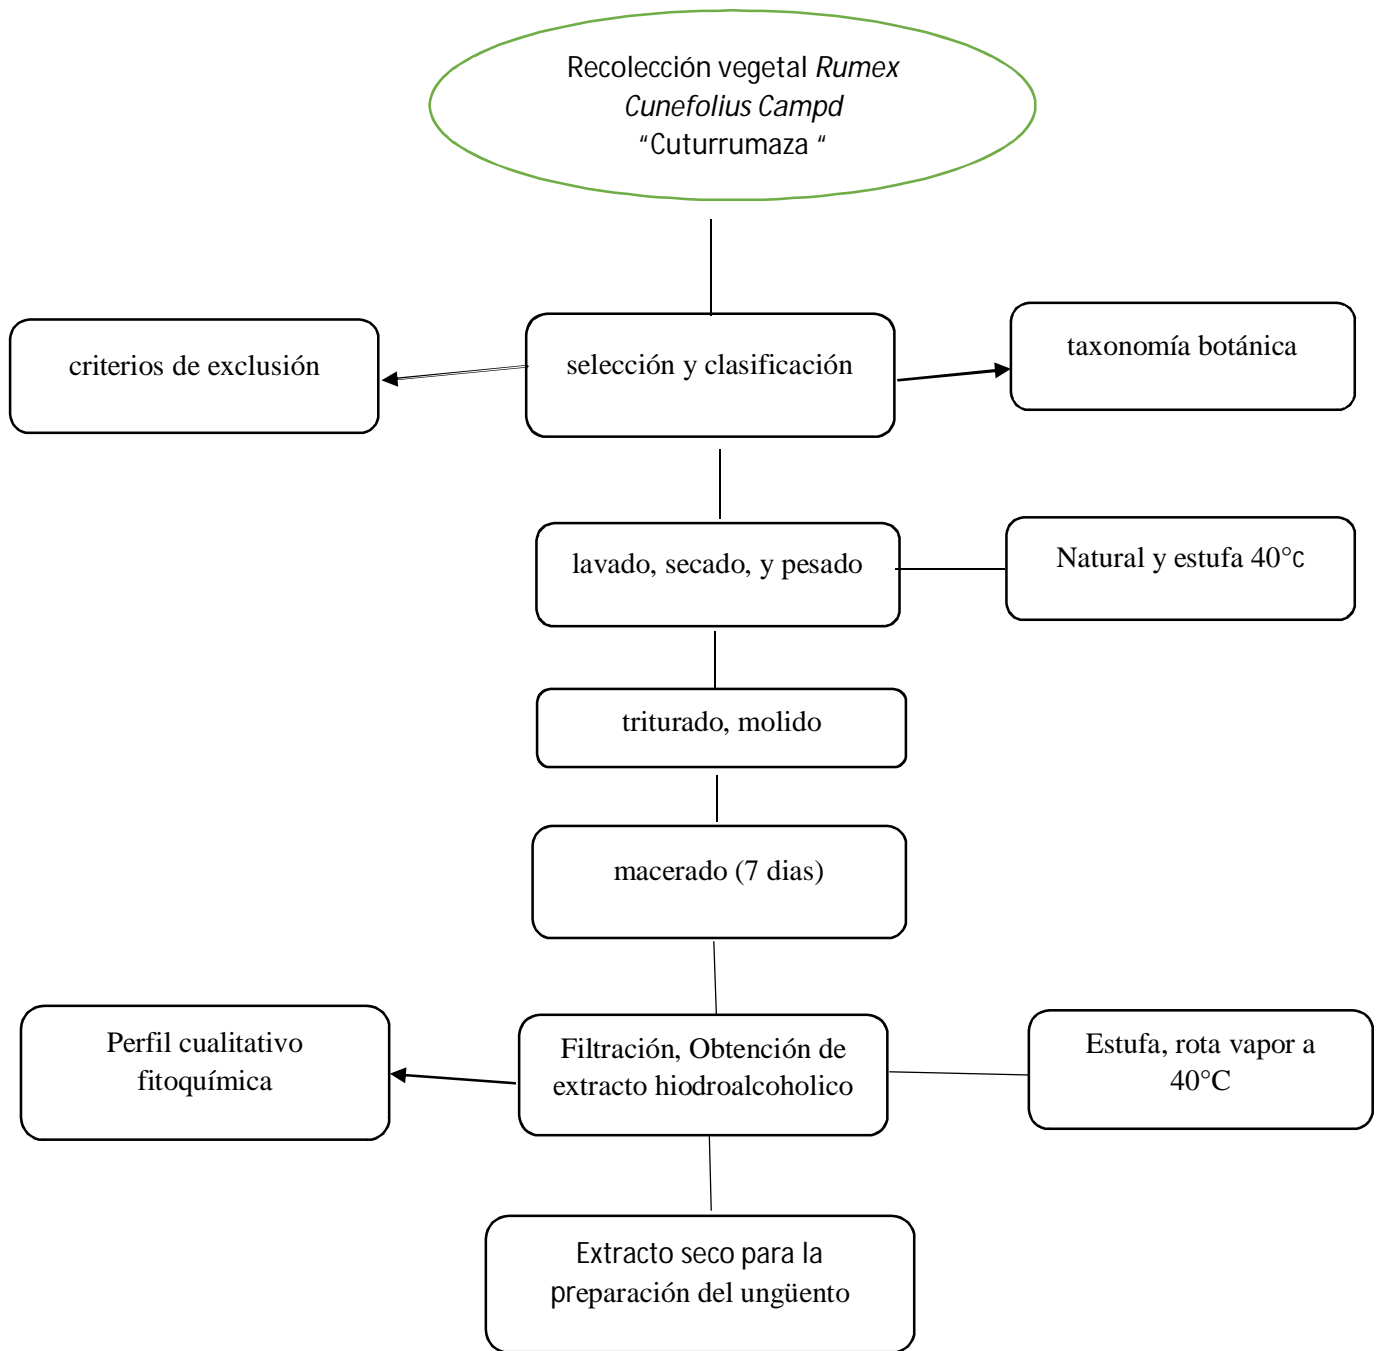 Recolección vegetal Rumex
Cunefolius Campd
"Cuturrumaza "
criterios de exclusión
selección y clasificación
taxonomía botánica
lavado, secado, y pesado
Natural y estufa 40°c
triturado, molido
macerado (7 dias)
Perfil cualitativo
fitoquímica
Filtración, Obtención de
extracto hiodroalcoholico
Estufa, rota vapor a
40°C
Extracto seco para la
preparación del ungüento